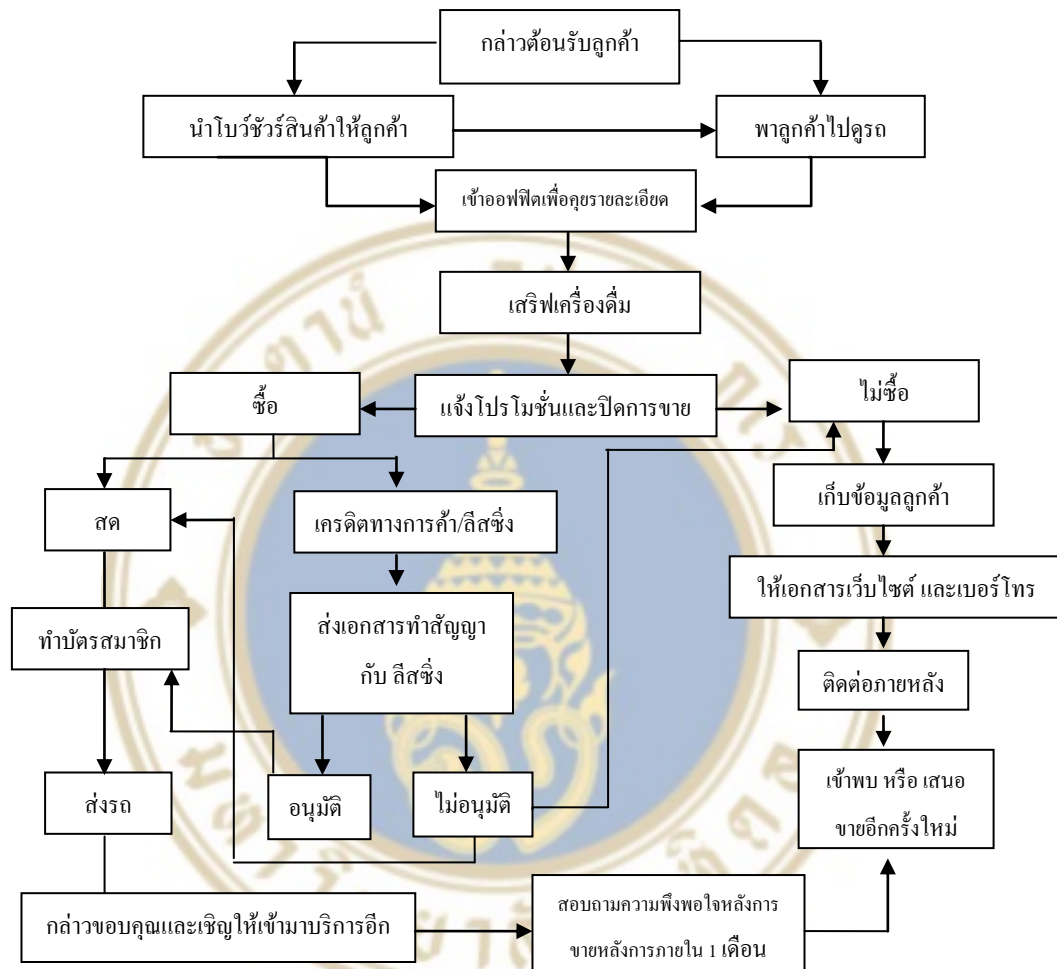 กล่าวต้อนรับลูกค้า
นำโบว์ชัวร์สินค้าให้ลูกค้า
พาลูกค้าไปดูรถ
เข้าออฟฟิตเพื่อคุยรายละเอียด
เสริฟเครื่องดื่ม
ซื้อ
แจ้งโปรโมชั่นและปิดการขาย
ไม่ซื้อ
สด
เครดิตทางการค้า/ลีสซิ่ง
เก็บข้อมูลลูกค้า
ให้เอกสารเว็บไซต์ และเบอร์โทร
ทำบัตรสมาชิก
ส่งเอกสารทำสัญญา
กับ ลีสซิ่ง
ติดต่อภายหลัง
ส่งรถ
อนุมัติ
ไม่อนุมัติ
เข้าพบ หรือ เสนอ
ขายอีกครั้งใหม่
กล่าวขอบคุณและเชิญให้เข้ามาบริการอีก
สอบถามความพึงพอใจหลังการ
ขายหลังการภายใน 1 เดือน